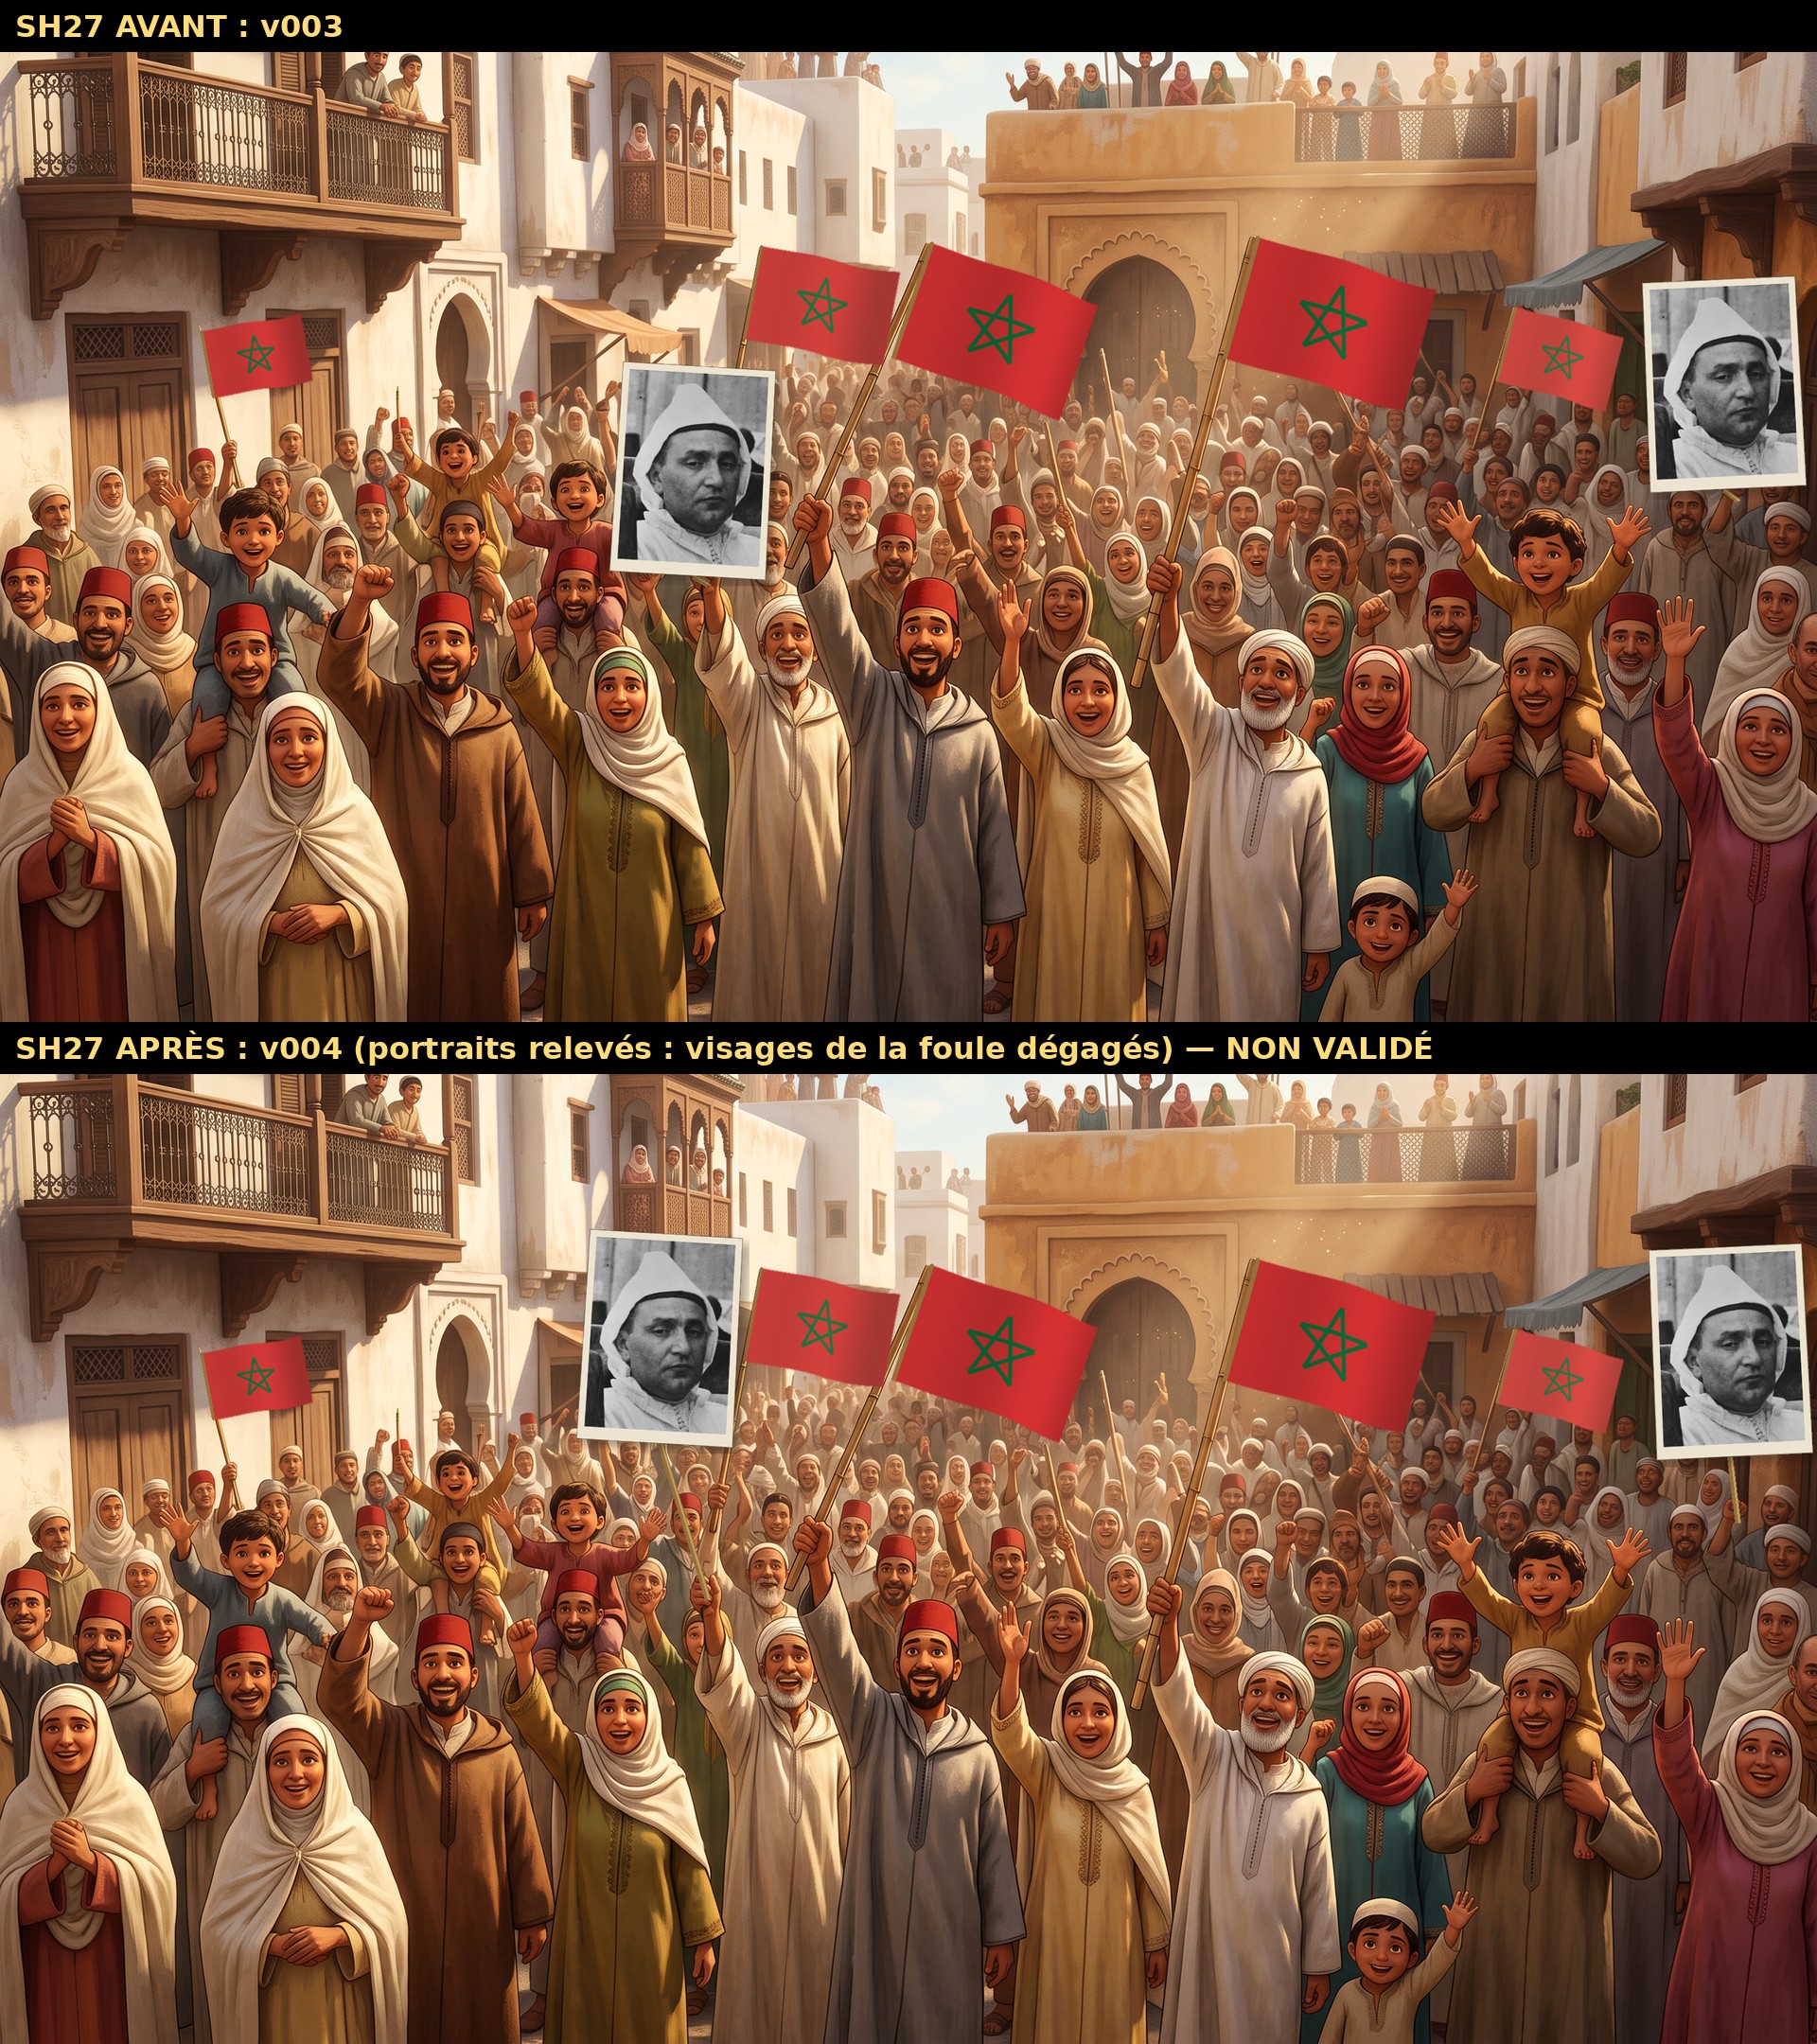 SH27 AVANT : v003
SH27 APRÈS : v004 (portraits relevés : visages de la foule dégagés) — NON VALIDÉ